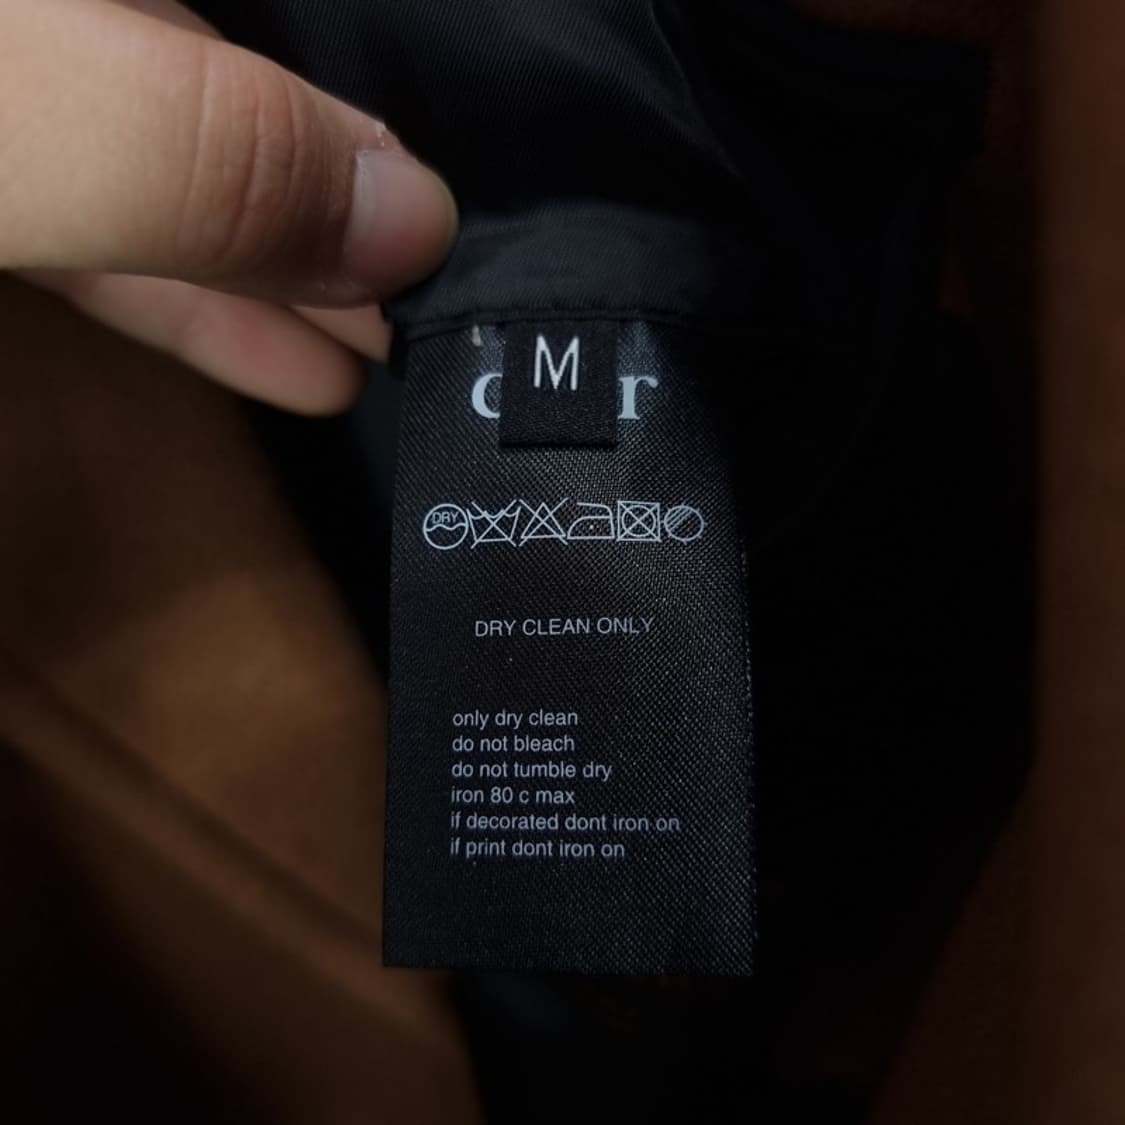 M
DRY
DRY CLEAN ONLY
only dry clean
do not bleach
do not tumble dry
iron 80 c max
if decorated dont iron on
if print dont iron on